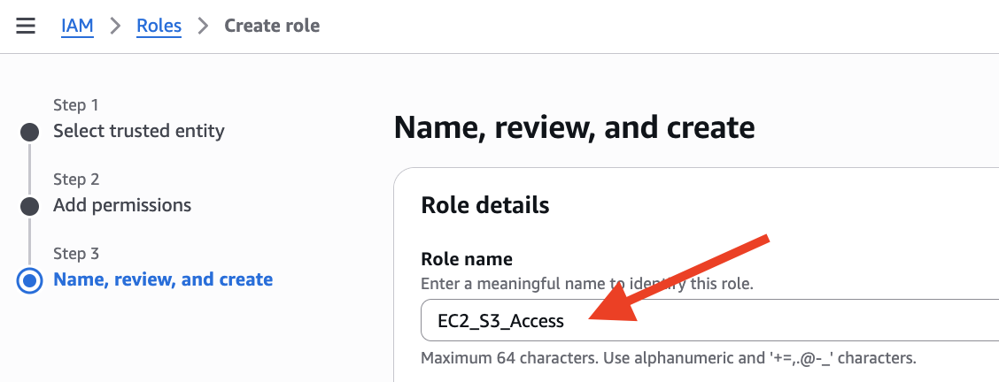 IAM > Roles > Create role
Step 1
Select trusted entity
Step 2
Add permissions
Step 3
Name, review, and create
Name, review, and create
Role details
Role name
Enter a meaningful name to identify this role.
EC2_S3_Access
Maximum 64 characters. Use alphanumeric and '+=,.@-_' characters.